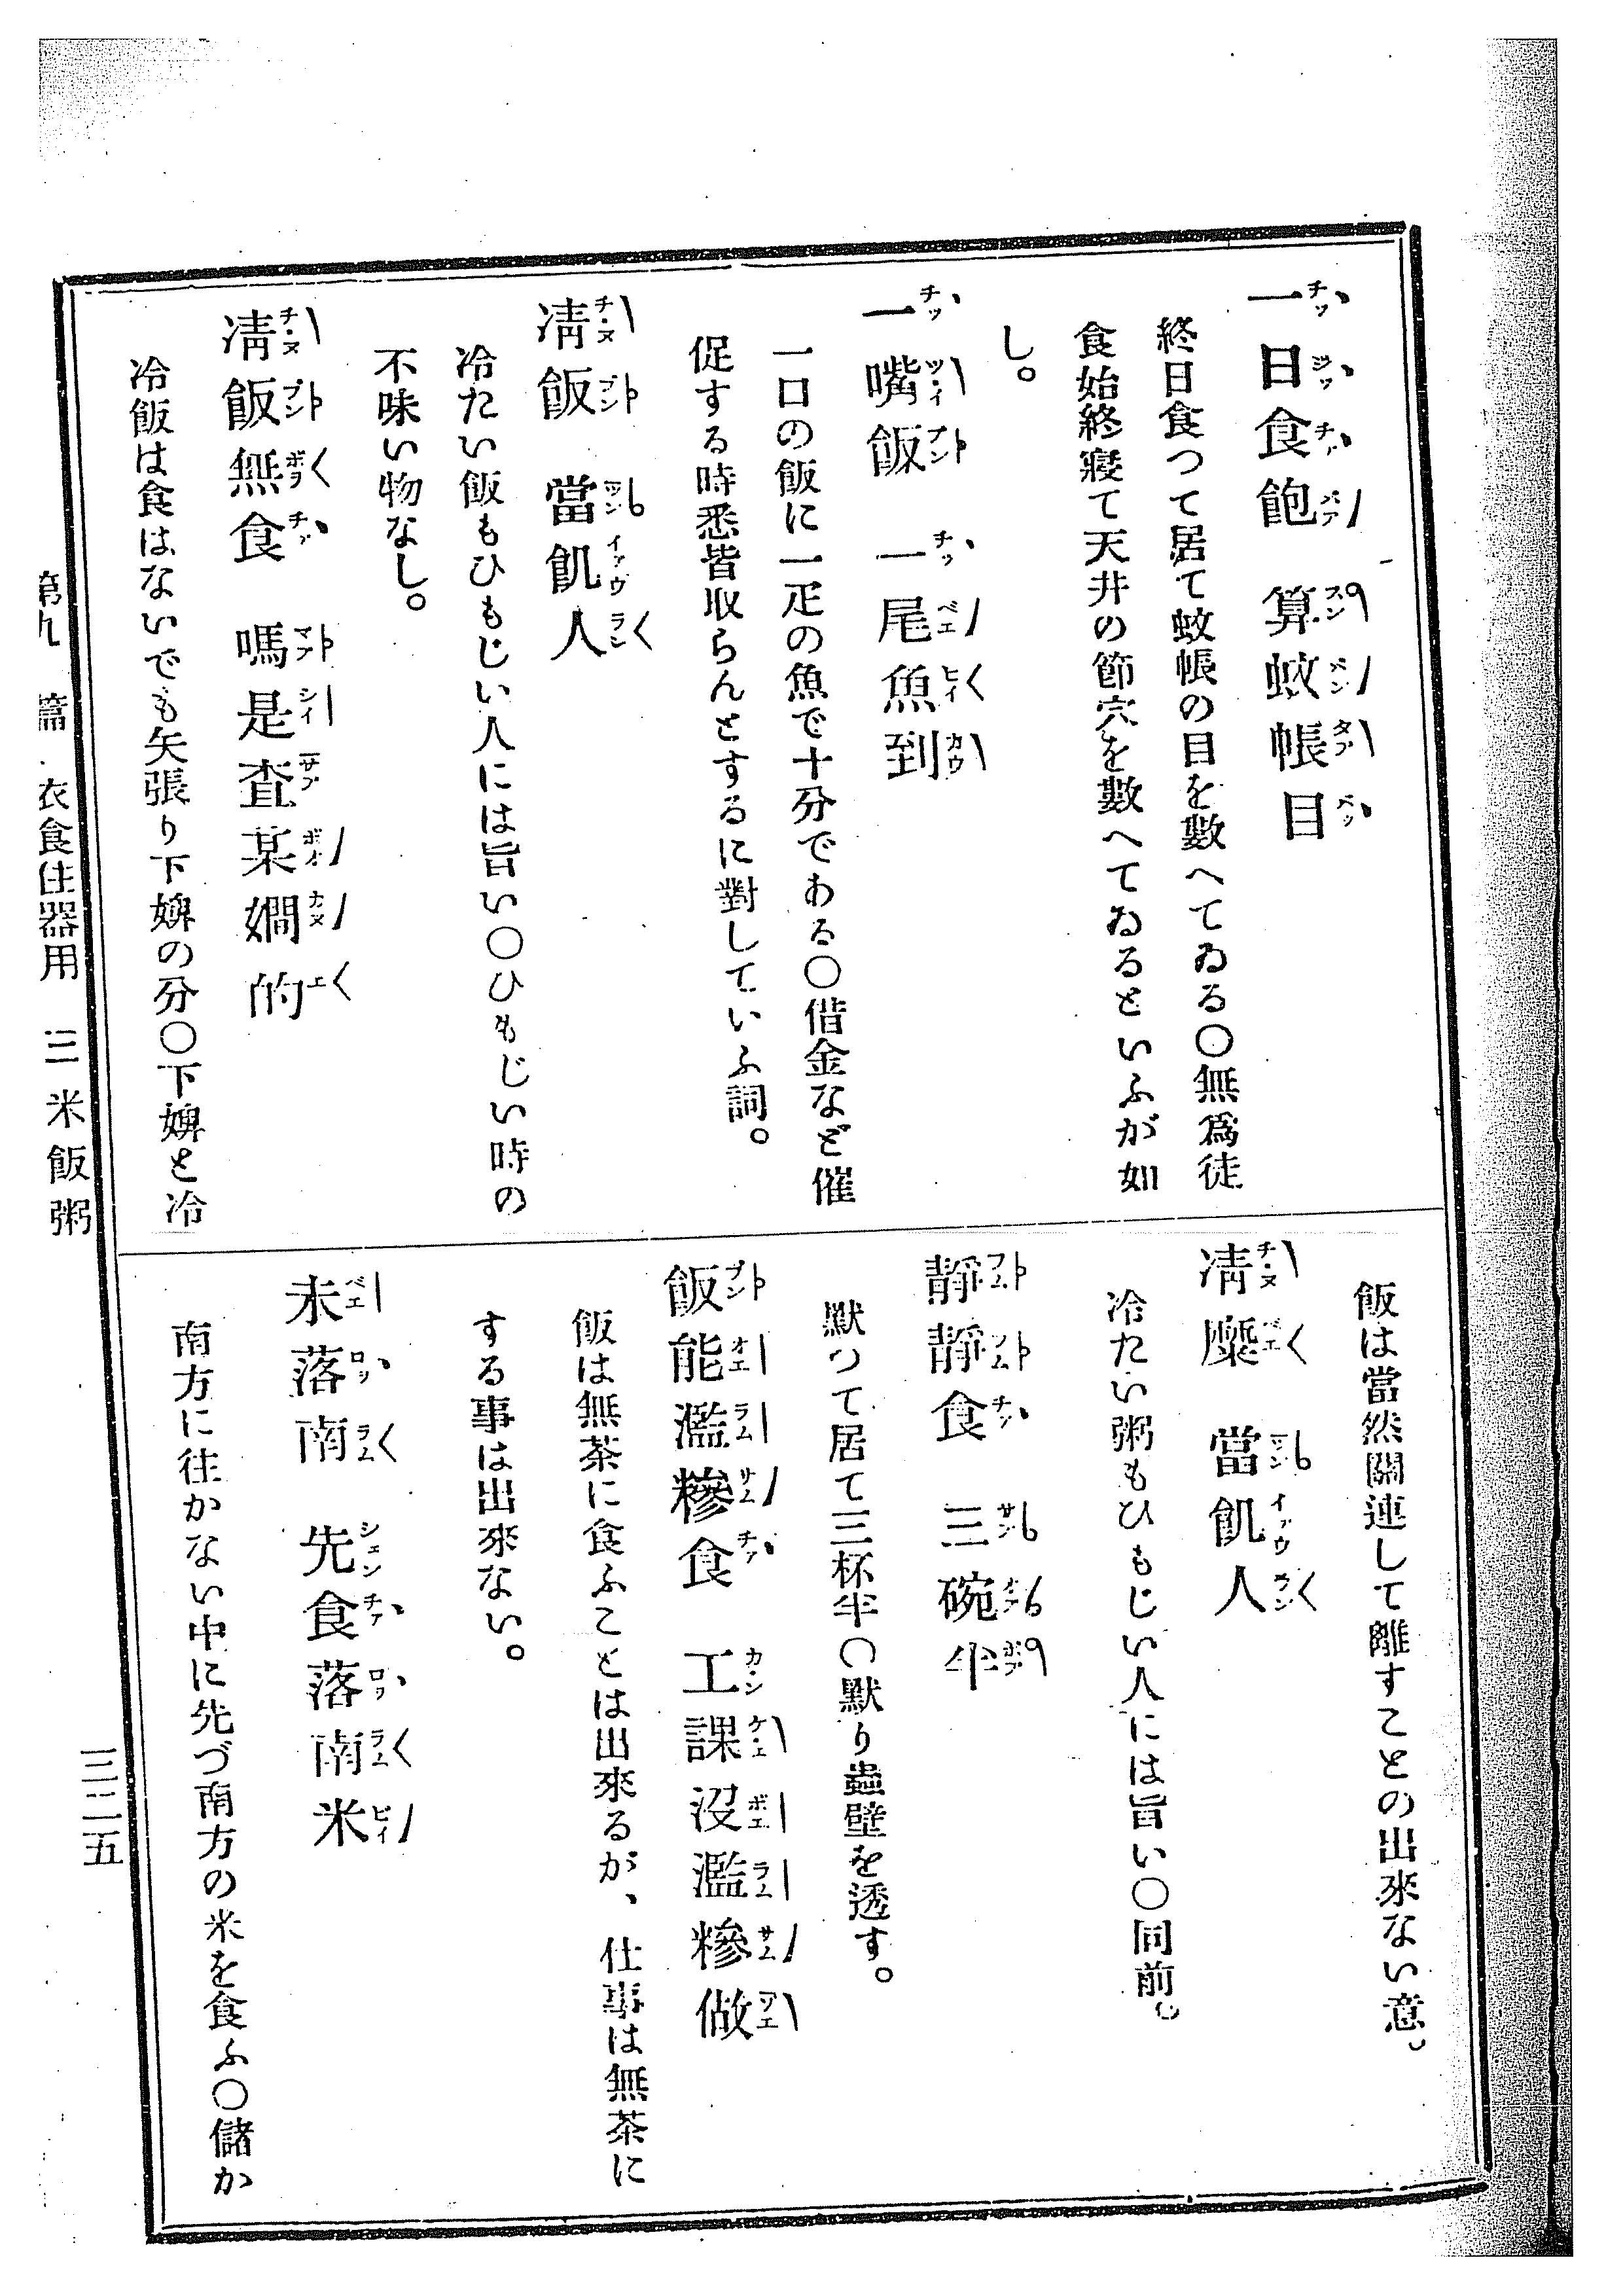 一日食飽　算蚊帳目
終日食つて居て蚊帳の目を數へてゐる〇無爲徒
食始終寢て天井の節穴を數へてゐるといふが如
し。
一嘴飯　一尾魚到
一口の飯に一疋の魚で十分である〇借金など催
促する時悉皆取らんとするに對していふ詞。
凊飯　當飢人
冷たい飯もひもじい人には旨い〇ひもじい時の
不味い物なし。
凊飯無食　嗎是査某嫺的
冷飯は食はないでも矢張り下婢の分〇下婢と冷
飯は當然關連して離すことの出來ない意。
凊糜　當飢人
冷たい粥もひもじい人には旨い〇同前。
靜靜食　三碗半
默つて居て三杯半〇默り蟲壁を透す。
飯能濫糝食　工課沒濫糝做
飯は無茶に食ふことは出來るが、仕事は無茶に
する事は出來ない。
未落南　先食落南米
南方に往かない中に先づ南方の米を食ふ〇儲か
第九篇　衣食住器用　三　米飯粥
三二五